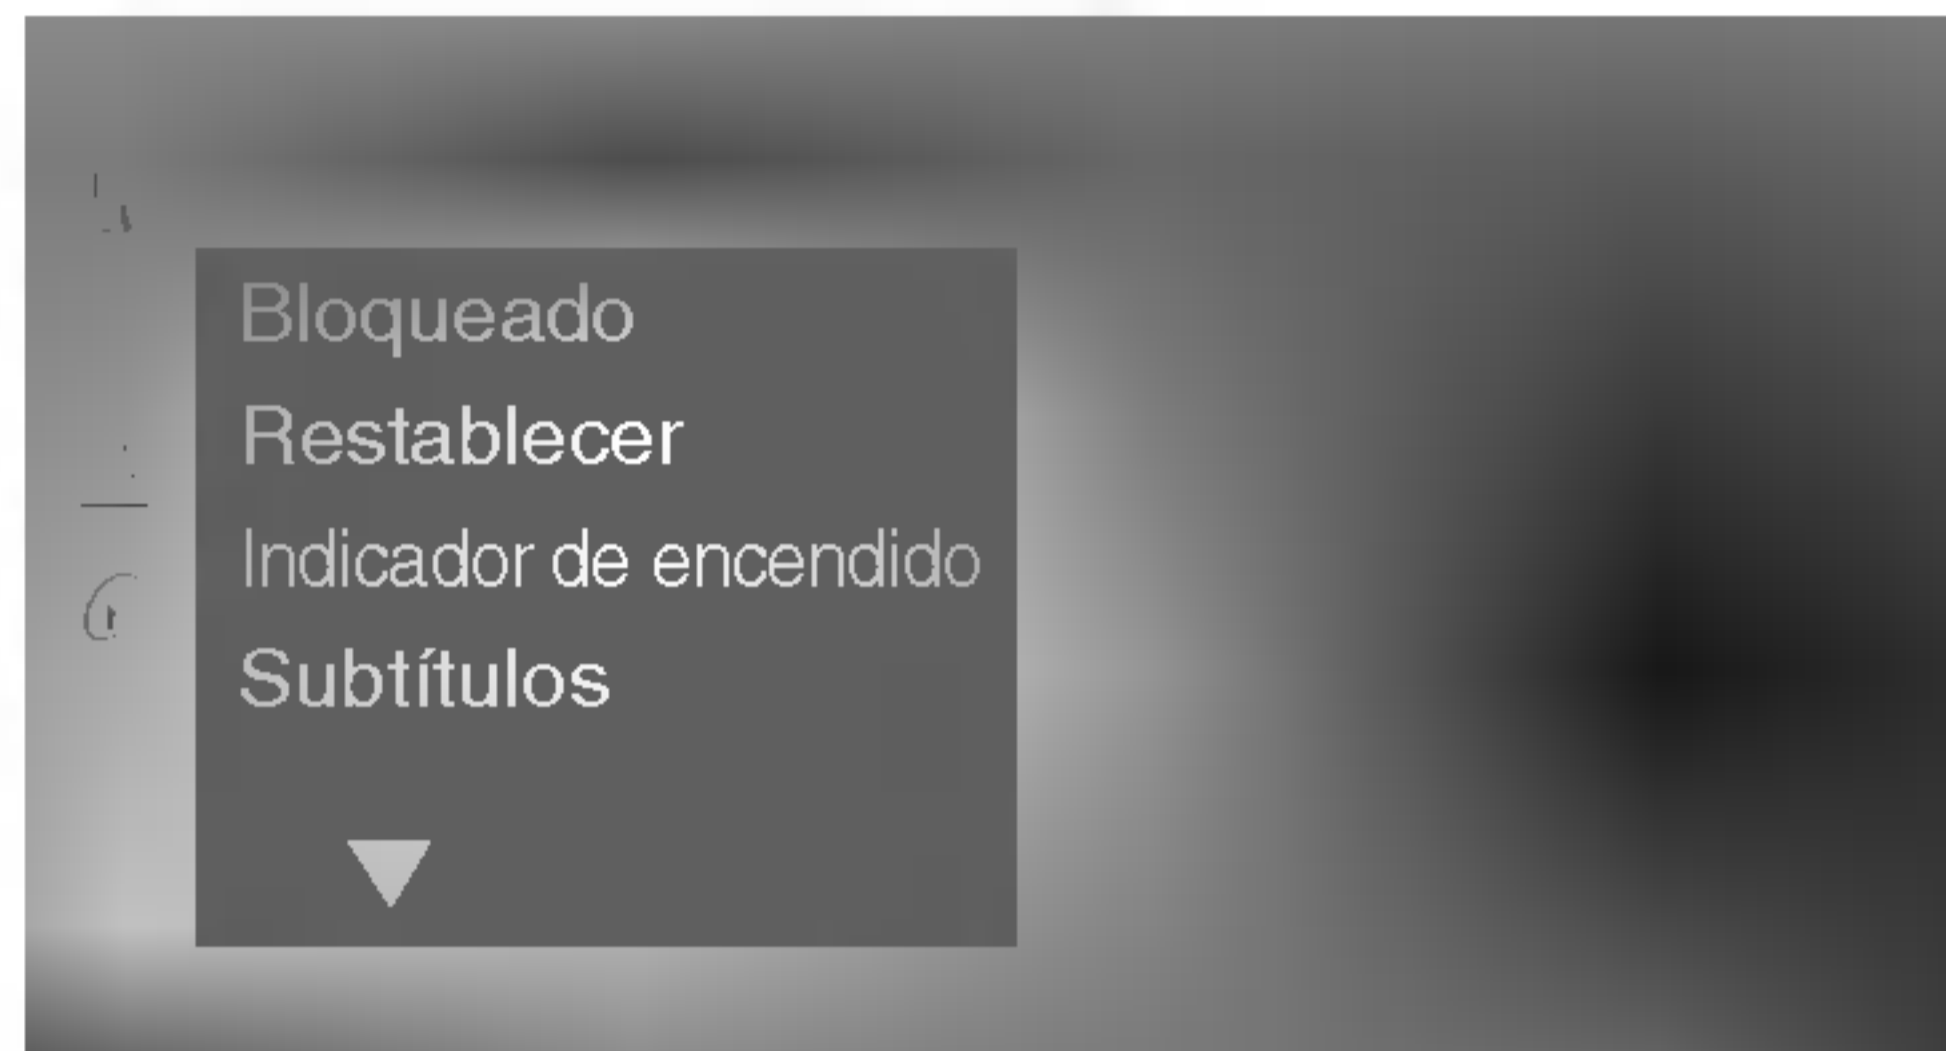 Bloqueado
Restablecer
Indicador de encendido
Subtítulos